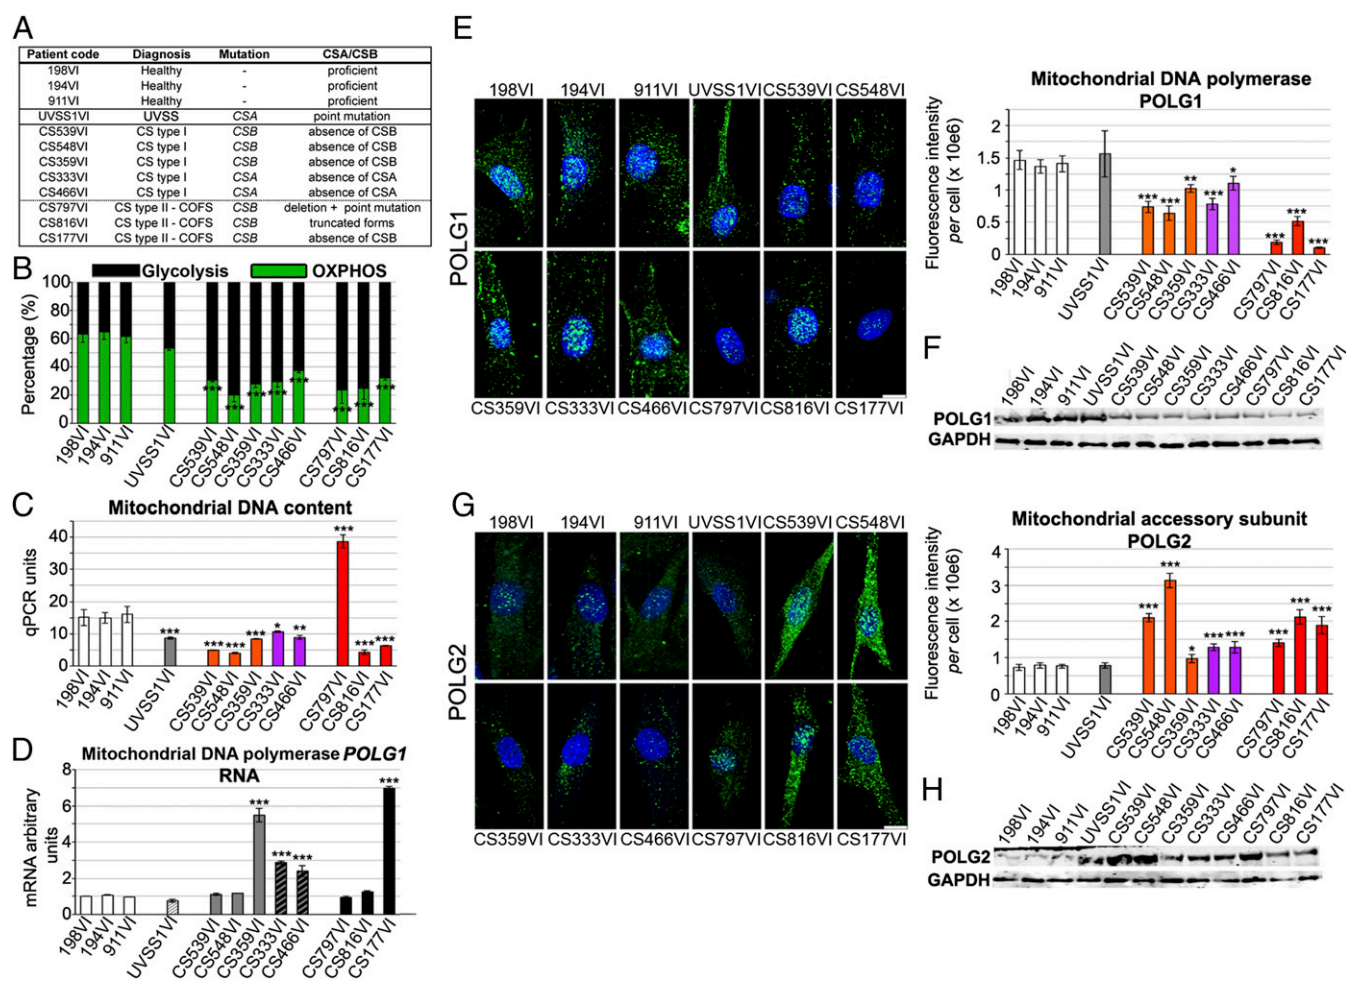 A
Patient code Diagnosis Mutation CSA/CSB
198VI Healthy - proficient
194VI Healthy - proficient
911VI Healthy - proficient
UVSS1VI UVSS CSA point mutation
CS539VI CS type I CSB absence of CSB
CS548VI CS type I CSB absence of CSB
CS359VI CS type I CSB absence of CSB
CS333VI CS type I CSA absence of CSA
CS466VI CS type I CSA absence of CSA
CS797VI CS type II - COFS CSB deletion + point mutation
CS816VI CS type II - COFS CSB truncated forms
CS177VI CS type II - COFS CSB absence of CSB
B
Glycolysis OXPHOS
Percentage (%)
100
80
60
40
20
0
*** *** *** *** *** *** *** ***
198VI 194VI 911VI UVSS1VI CS539VI CS548VI CS359VI CS333VI CS466VI CS797VI CS816VI CS177VI
C
Mitochondrial DNA content
qPCR units
40
30
20
10
0
*** *** *** *** * ** *** *** ***
198VI 194VI 911VI UVSS1VI CS539VI CS548VI CS359VI CS333VI CS466VI CS797VI CS816VI CS177VI
D
Mitochondrial DNA polymerase POLG1
RNA
mRNA arbitrary
units
8
6
4
2
0
*** *** *** ***
198VI 194VI 911VI UVSS1VI CS539VI CS548VI CS359VI CS333VI CS466VI CS797VI CS816VI CS177VI
E
198VI 194VI 911VI UVSS1VI CS539VI CS548VI
POLG1
CS359VI CS333VI CS466VI CS797VI CS816VI CS177VI
Mitochondrial DNA polymerase
POLG1
Fluorescence intensity
per cell (x 10e6)
2
1.5
1
0.5
0
*** *** ** *** * *** *** ***
198VI 194VI 911VI UVSS1VI CS539VI CS548VI CS359VI CS333VI CS466VI CS797VI CS816VI CS177VI
F
198VI 194VI 911VI UVSS1VI CS539VI CS548VI CS359VI CS333VI CS466VI CS797VI CS816VI CS177VI
POLG1
GAPDH
G
198VI 194VI 911VI UVSS1VI CS539VI CS548VI
POLG2
CS359VI CS333VI CS466VI CS797VI CS816VI CS177VI
Mitochondrial accessory subunit
POLG2
Fluorescence intensity
per cell (x 10e6)
4
3
2
1
0
*** *** * *** *** *** *** ***
198VI 194VI 911VI UVSS1VI CS539VI CS548VI CS359VI CS333VI CS466VI CS797VI CS816VI CS177VI
H
198VI 194VI 911VI UVSS1VI CS539VI CS548VI CS359VI CS333VI CS466VI CS797VI CS816VI CS177VI
POLG2
GAPDH